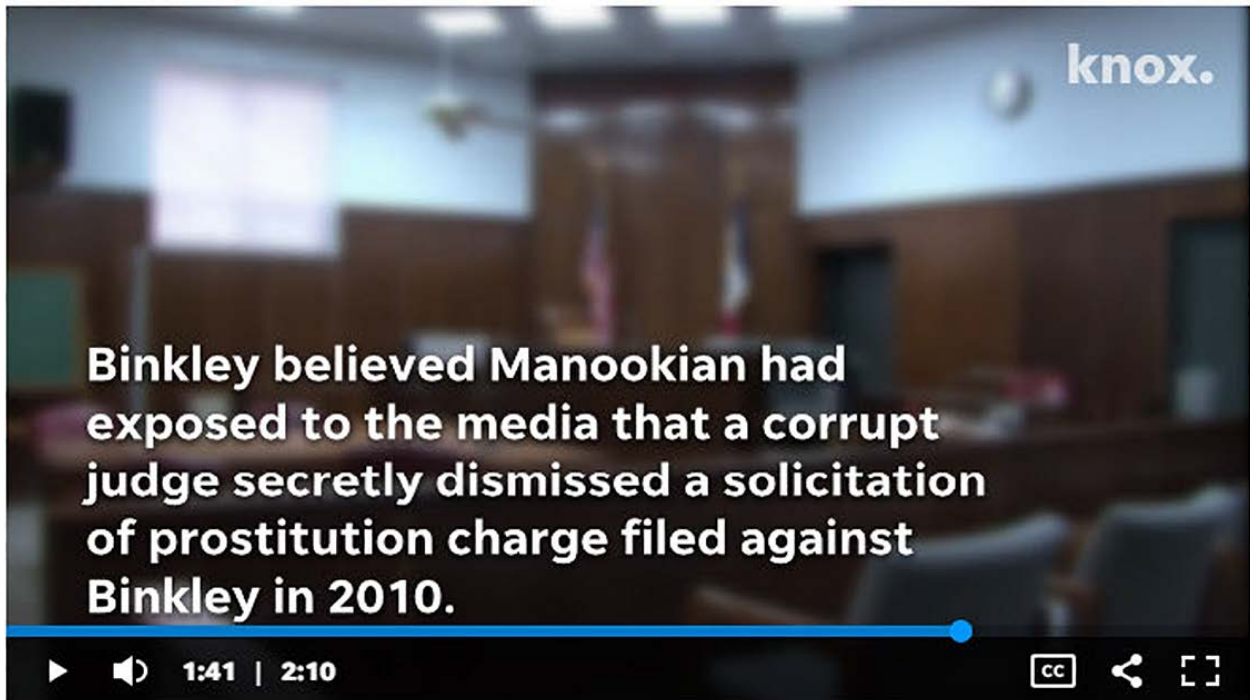 knox.
Binkley believed Manookian had
exposed to the media that a corrupt
judge secretly dismissed a solicitation
of prostitution charge filed against
Binkley in 2010.
1:41 | 2:10
CC